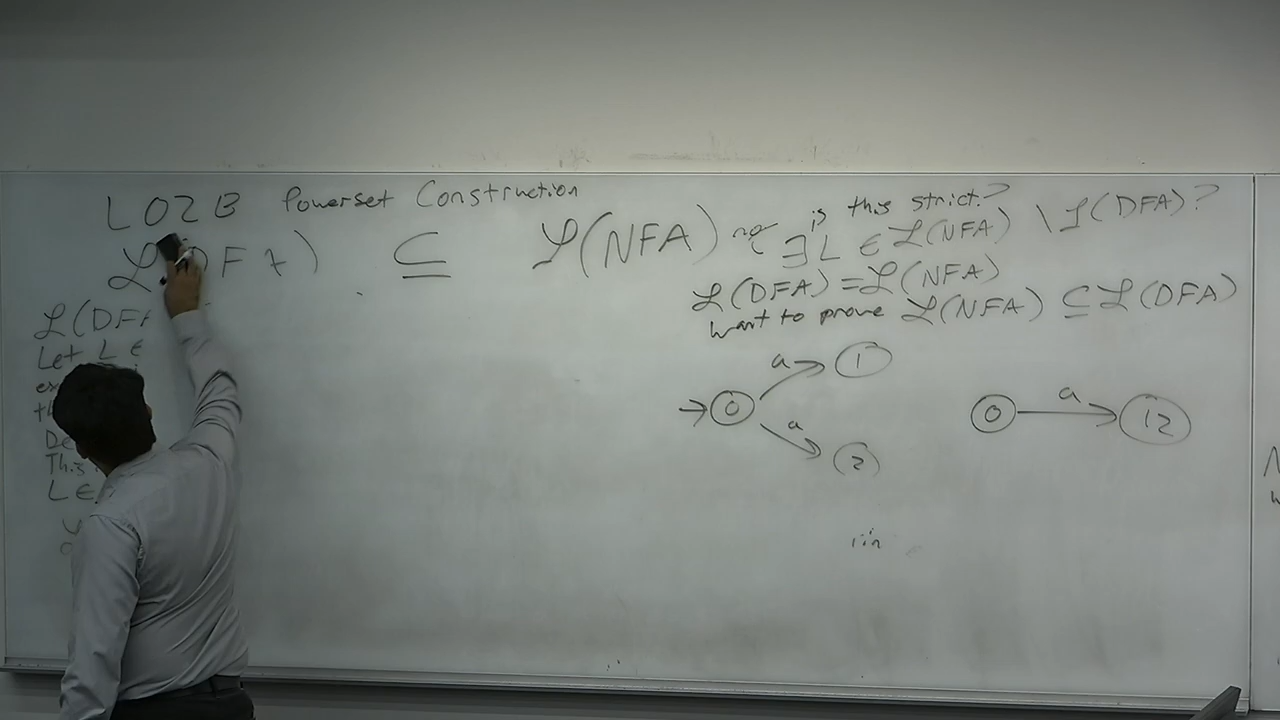 L02B Powerset Construction
ℒ(DFA) ⊆ ℒ(NFA)
is this strict?
∃L ∈ ℒ(NFA) \ ℒ(DFA)?
ℒ(DFA) = ℒ(NFA)
want to prove ℒ(NFA) ⊆ ℒ(DFA)
ℒ(DFA
Let L ∈
This
L ∈
0 a 1
a 2
0 a 12